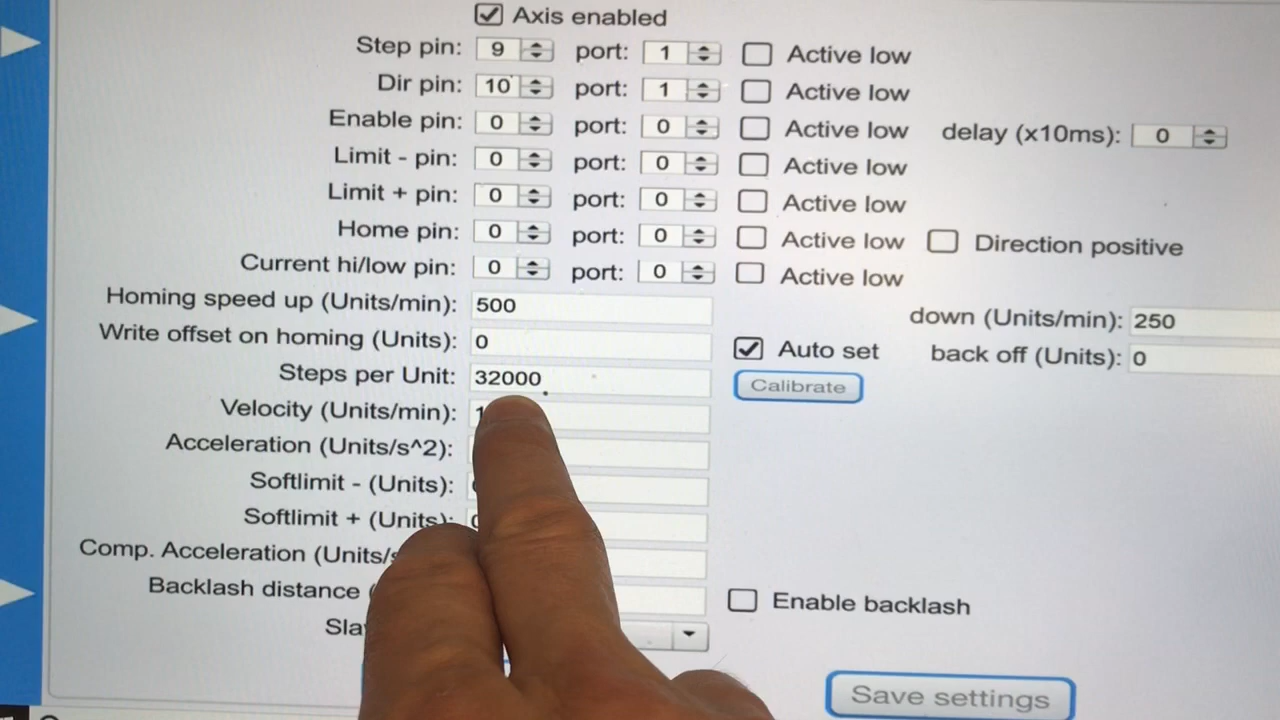 Axis enabled
Step pin: 9 port: 1 Active low
Dir pin: 10 port: 1 Active low
Enable pin: 0 port: 0 Active low delay (x10ms): 0
Limit - pin: 0 port: 0 Active low
Limit + pin: 0 port: 0 Active low
Home pin: 0 port: 0 Active low Direction positive
Current hi/low pin: 0 port: 0 Active low
Homing speed up (Units/min): 500 down (Units/min): 250
Write offset on homing (Units): 0 Auto set back off (Units): 0
Steps per Unit: 32000 Calibrate
Velocity (Units/min):
Acceleration (Units/s^2):
Softlimit - (Units):
Softlimit + (Units):
Comp. Acceleration
Backlash distance Enable backlash
Save settings